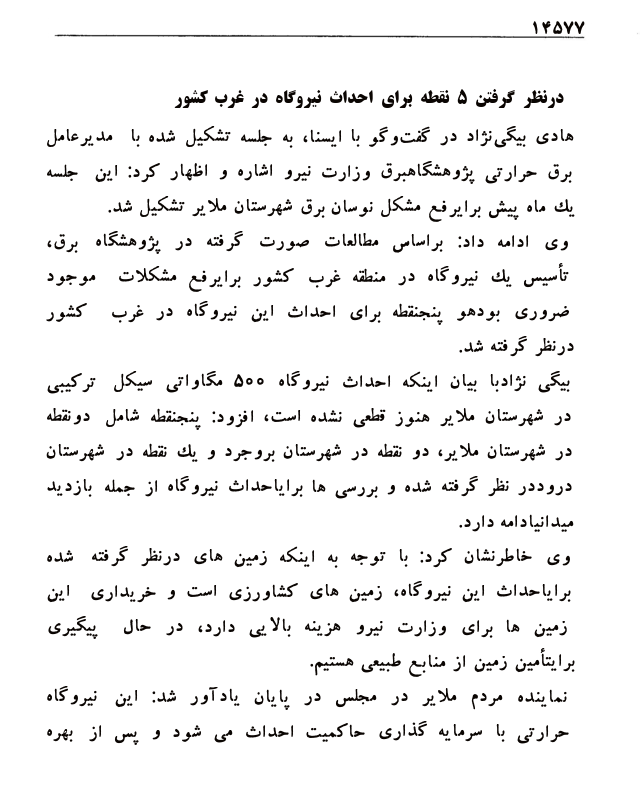 ۱۴۵۷۷
درنظر گرفتن ۵ نقطه برای احداث نیروگاه در غرب کشور
هادی بیگی‌نژاد در گفت‌وگو با ایسنا، به جلسه تشکیل شده با مدیرعامل
برق حرارتی پژوهشگاهبرق وزارت نیرو اشاره و اظهار کرد: این جلسه
یك ماه پیش برایرفع مشکل نوسان برق شهرستان ملایر تشکیل شد.
وی ادامه داد: براساس مطالعات صورت گرفته در پژوهشگاه برق،
تأسیس یك نیروگاه در منطقه غرب کشور برایرفع مشکلات موجود
ضروری بودهو پنجنقطه برای احداث این نیروگاه در غرب کشور
درنظر گرفته شد.
بیگی نژادبا بیان اینکه احداث نیروگاه ۵۰۰ مگاواتی سیکل ترکیبی
در شهرستان ملایر هنوز قطعی نشده است، افزود: پنجنقطه شامل دونقطه
در شهرستان ملایر، دو نقطه در شهرستان بروجرد و یك نقطه در شهرستان
دروددر نظر گرفته شده و بررسی ها برایاحداث نیروگاه از جمله بازدید
میدانیادامه دارد.
وی خاطرنشان کرد: با توجه به اینکه زمین های درنظر گرفته شده
برایاحداث این نیروگاه، زمین های کشاورزی است و خریداری این
زمین ها برای وزارت نیرو هزینه بالایی دارد، در حال پیگیری
برایتأمین زمین از منابع طبیعی هستیم.
نماینده مردم ملایر در مجلس در پایان یادآور شد: این نیروگاه
حرارتی با سرمایه گذاری حاکمیت احداث می شود و پس از بهره